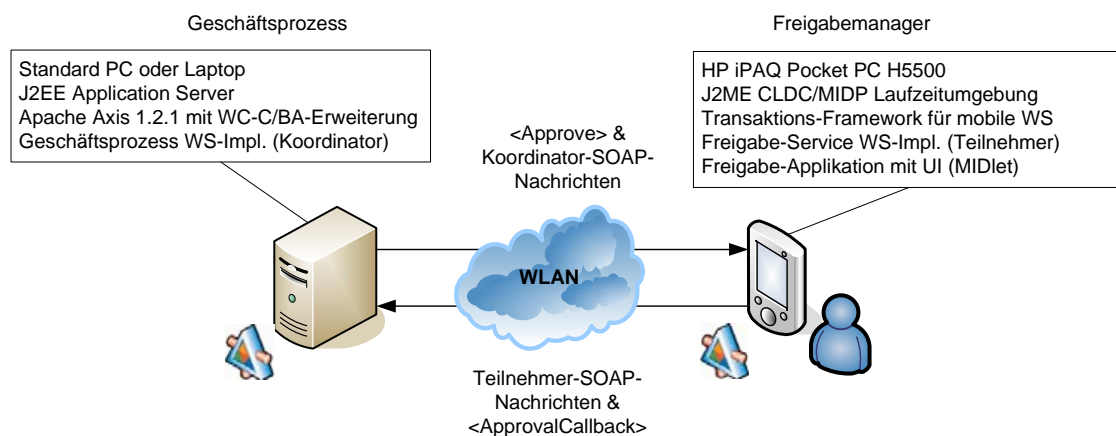 Geschäftsprozess
Freigabemanager
Standard PC oder Laptop
J2EE Application Server
Apache Axis 1.2.1 mit WC-C/BA-Erweiterung
Geschäftsprozess WS-Impl. (Koordinator)
HP iPAQ Pocket PC H5500
J2ME CLDC/MIDP Laufzeitumgebung
Transaktions-Framework für mobile WS
Freigabe-Service WS-Impl. (Teilnehmer)
Freigabe-Applikation mit UI (MIDlet)
<Approve> &
Koordinator-SOAP-
Nachrichten
WLAN
Teilnehmer-SOAP-
Nachrichten &
<ApprovalCallback>